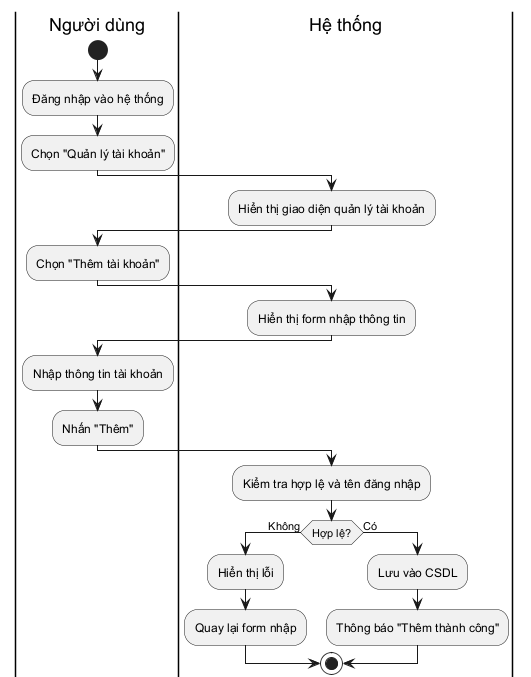 Người dùng
Hệ thống
Đăng nhập vào hệ thống
Chọn "Quản lý tài khoản"
Hiển thị giao diện quản lý tài khoản
Chọn "Thêm tài khoản"
Hiển thị form nhập thông tin
Nhập thông tin tài khoản
Nhấn "Thêm"
Kiểm tra hợp lệ và tên đăng nhập
Không
Hợp lệ?
Có
Hiển thị lỗi
Lưu vào CSDL
Quay lại form nhập
Thông báo "Thêm thành công"